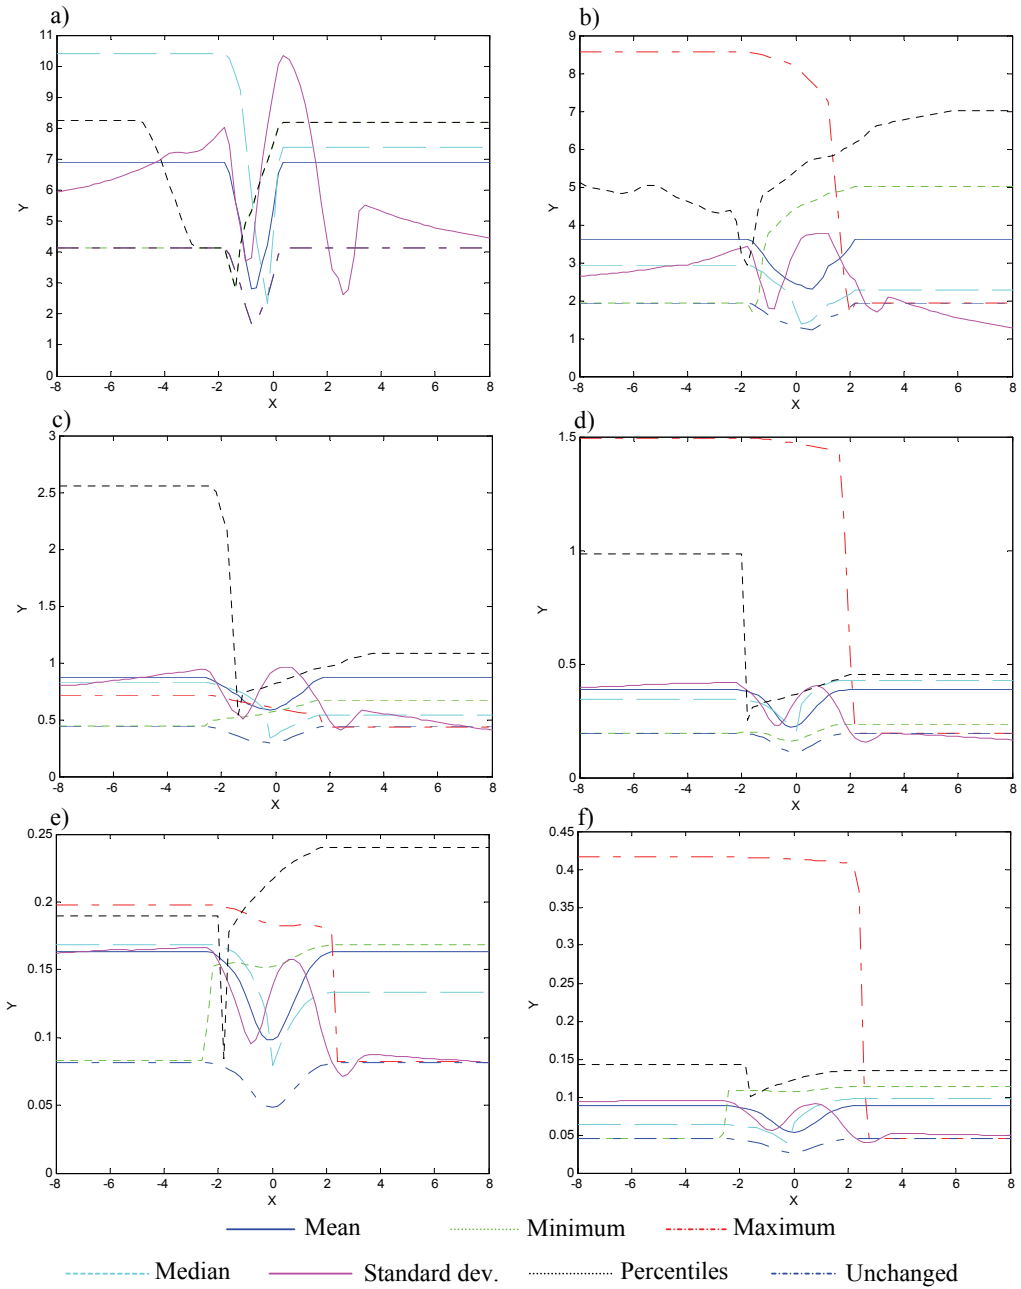 a)
11
10
9
8
7
6
5
4
3
2
1
0
Y
-8 -6 -4 -2 0 2 4 6 8
X
b)
9
8
7
6
5
4
3
2
1
0
Y
-8 -6 -4 -2 0 2 4 6 8
X
c)
3
2.5
2
1.5
1
0.5
0
Y
-8 -6 -4 -2 0 2 4 6 8
X
d)
1.5
1
0.5
0
Y
-8 -6 -4 -2 0 2 4 6 8
X
e)
0.25
0.2
0.15
0.1
0.05
0
Y
-8 -6 -4 -2 0 2 4 6 8
X
f)
0.45
0.4
0.35
0.3
0.25
0.2
0.15
0.1
0.05
0
Y
-8 -6 -4 -2 0 2 4 6 8
X
Mean Minimum Maximum
Median Standard dev. Percentiles Unchanged